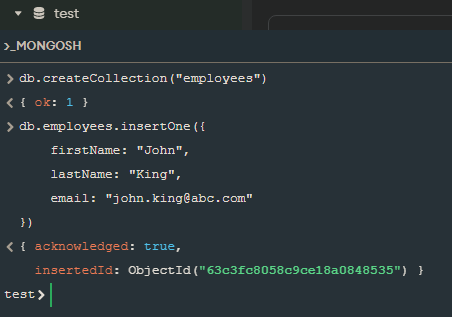 test
>_MONGOSH
> db.createCollection("employees")
< { ok: 1 }
> db.employees.insertOne({
    firstName: "John",
    lastName: "King",
    email: "john.king@abc.com"
})
< { acknowledged: true,
  insertedId: ObjectId("63c3fc8058c9ce18a0848535") }
test>